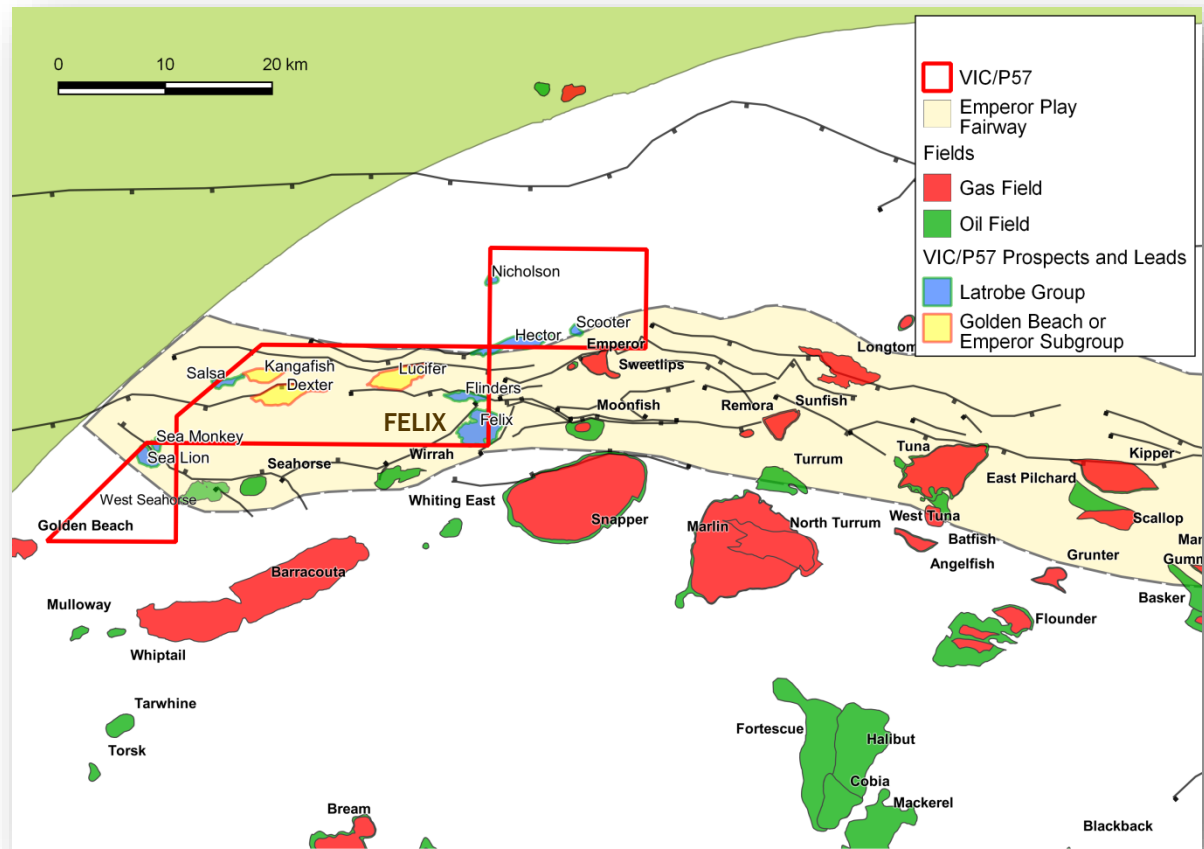 0 10 20 km
VIC/P57
Emperor Play
Fairway
Fields
Gas Field
Oil Field
VIC/P57 Prospects and Leads
Latrobe Group
Golden Beach or
Emperor Subgroup
Nicholson
Scooter
Hector
Emperor
Longtom
Sweetlips
Salsa
Kangafish
Lucifer
Dexter
Flinders
Sunfish
Moonfish
Remora
FELIX
Felix
Sea Monkey
Sea Lion
Seahorse
Wirrah
Turrum
Tuna
Kipper
East Pilchard
West Seahorse
Whiting East
Snapper
Marlin
North Turrum
West Tuna
Scallop
Golden Beach
Batfish
Angelfish
Grunter
Mar
Gumm
Barracouta
Basker
Mulloway
Flounder
Whiptail
Tarwhine
Torsk
Fortescue
Halibut
Cobia
Mackerel
Bream
Blackback